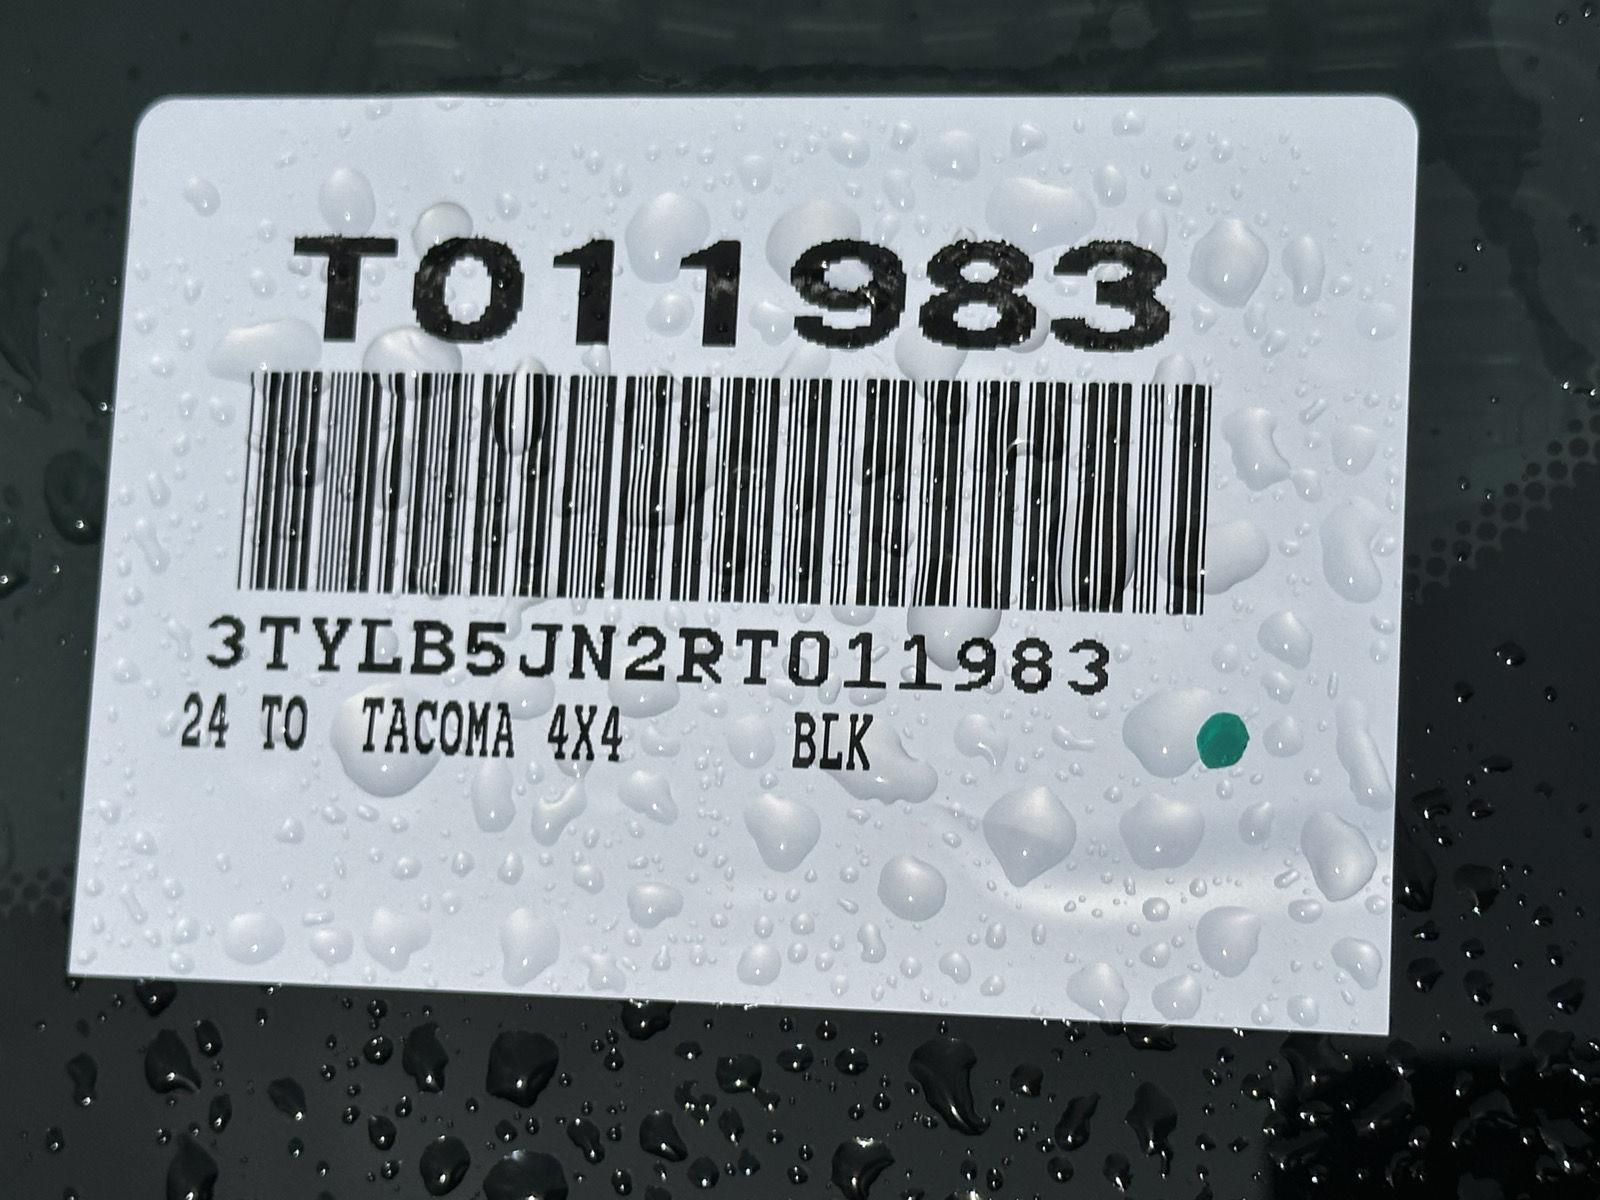 T011983
3TYLB5JN2RT011983
24 TO TACOMA 4X4 BLK